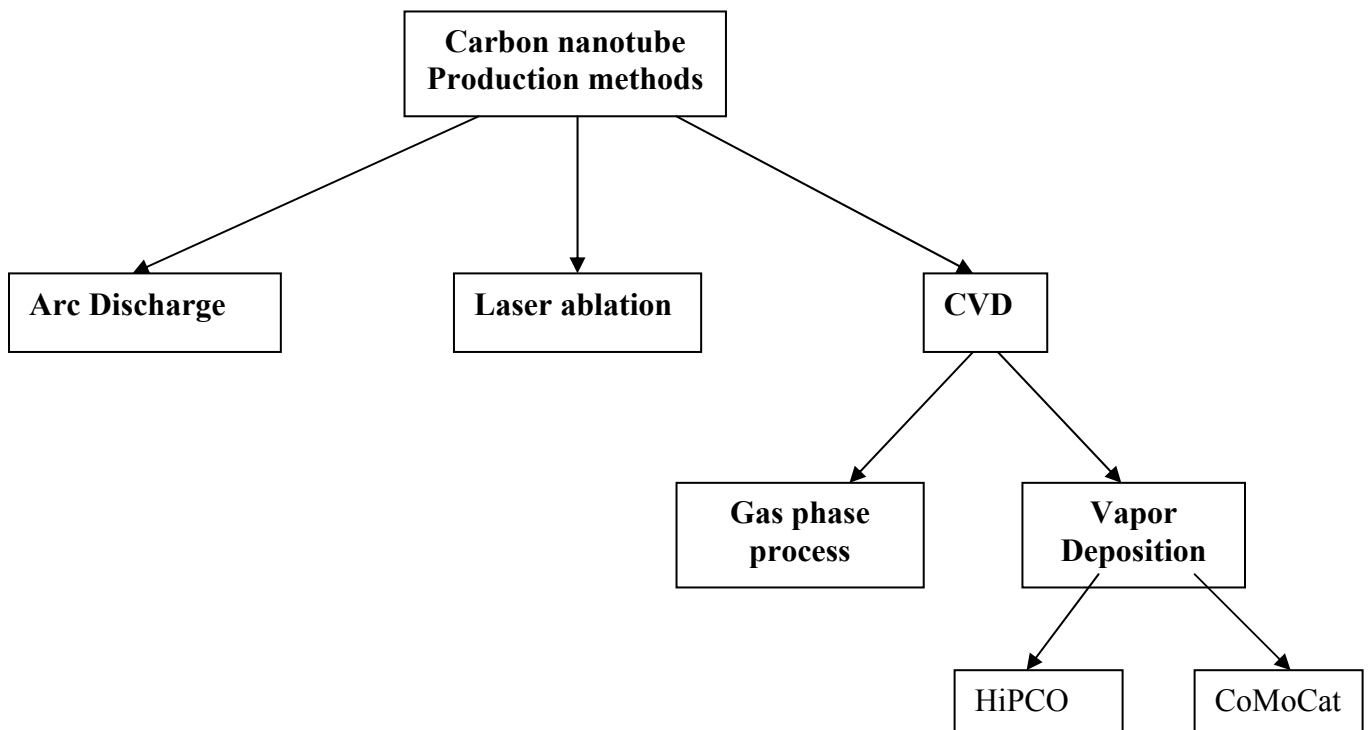 Carbon nanotube
Production methods
Arc Discharge
Laser ablation
CVD
Gas phase
process
Vapor
Deposition
HiPCO
CoMoCat